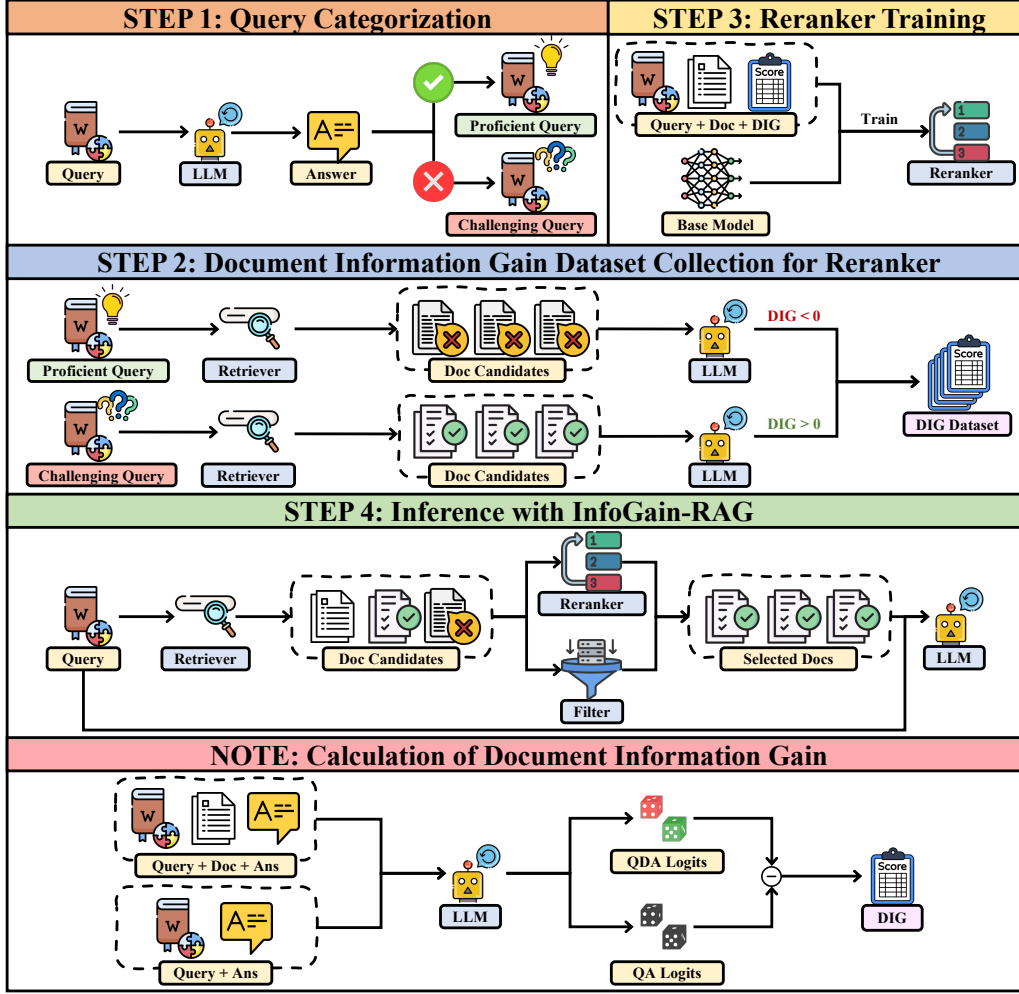 STEP 1: Query Categorization
W
Query
LLM
A
Answer
W
Proficient Query
W
Challenging Query
STEP 3: Reranker Training
W
Score
Query + Doc + DIG
Base Model
Train
1
2
3
Reranker
STEP 2: Document Information Gain Dataset Collection for Reranker
W
Proficient Query
Retriever
Doc Candidates
LLM
DIG < 0
W
Challenging Query
Retriever
Doc Candidates
LLM
DIG > 0
Score
DIG Dataset
STEP 4: Inference with InfoGain-RAG
W
Query
Retriever
Doc Candidates
1
2
3
Reranker
Filter
Selected Docs
LLM
NOTE: Calculation of Document Information Gain
W
A
Query + Doc + Ans
W
A
Query + Ans
LLM
QDA Logits
QA Logits
Score
DIG